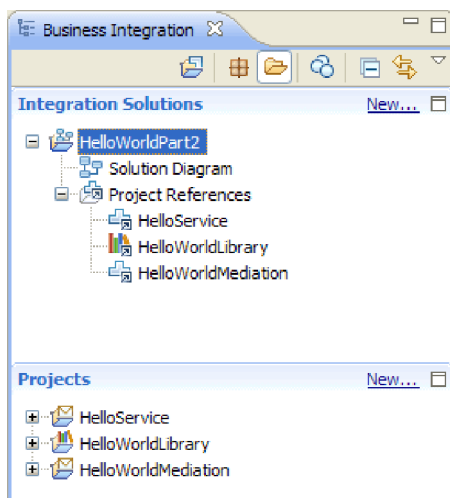 Business Integration
Integration Solutions New...
HelloWorldPart2
Solution Diagram
Project References
HelloService
HelloWorldLibrary
HelloWorldMediation
Projects New...
HelloService
HelloWorldLibrary
HelloWorldMediation